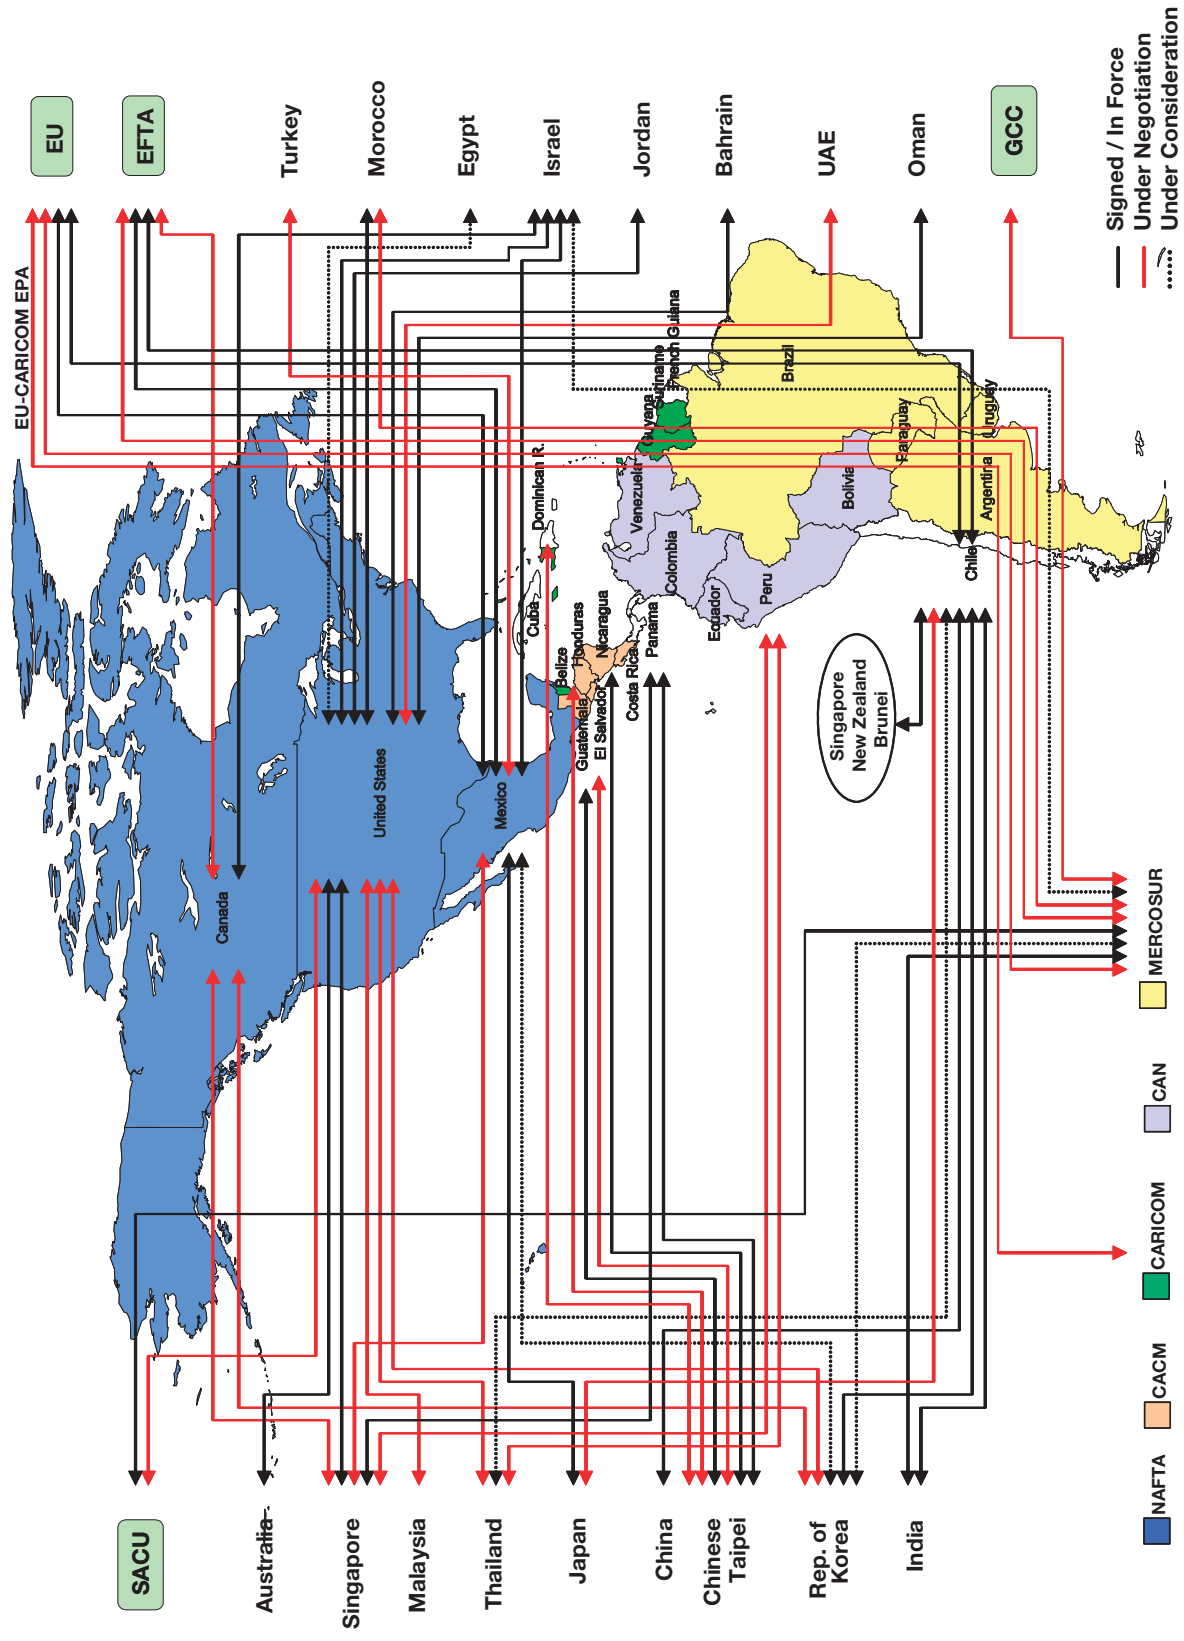 EU-CARICOM EPA
EU
EFTA
Turkey
Morocco
Egypt
Israel
Jordan
Bahrain
UAE
Oman
GCC
Signed / In Force
Under Negotiation
Under Consideration
Canada
United States
Mexico
Cuba
Dominican R.
Belize
Honduras
Guatemala
El Salvador
Nicaragua
Costa Rica
Panama
Venezuela
Guyana
Suriname
French Guiana
Colombia
Ecuador
Peru
Brazil
Bolivia
Paraguay
Uruguay
Argentina
Chile
Singapore
New Zealand
Brunei
SACU
Australia
Singapore
Malaysia
Thailand
Japan
China
Chinese
Taipei
Rep. of
Korea
India
NAFTA
CACM
CARICOM
CAN
MERCOSUR